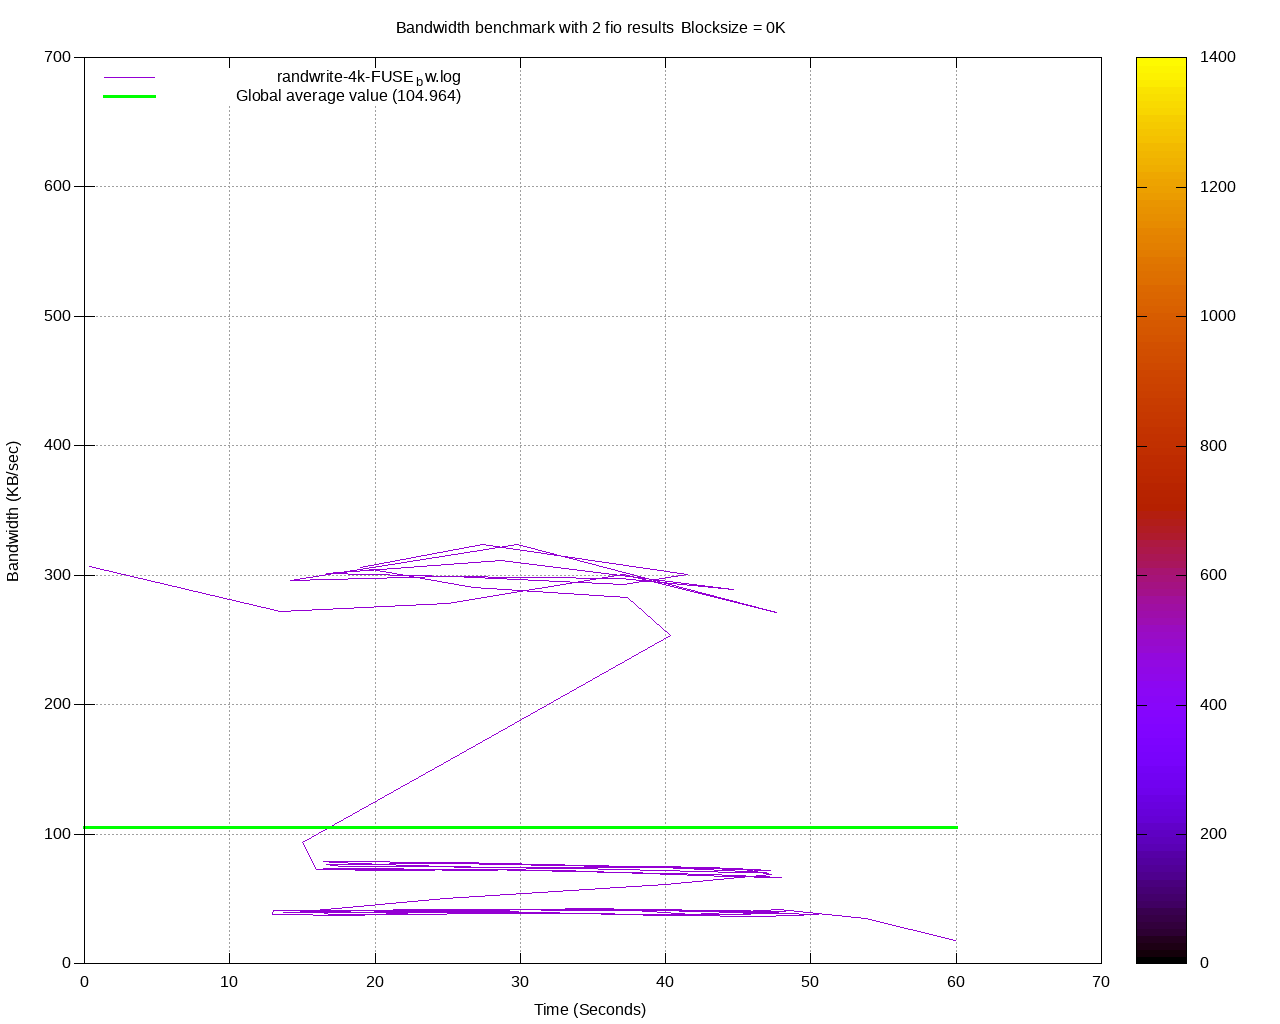 Bandwidth benchmark with 2 fio results Blocksize = 0K
randwrite-4k-FUSEbw.log
Global average value (104.964)
700
600
500
400
300
200
100
0
Bandwidth (KB/sec)
0 10 20 30 40 50 60 70
Time (Seconds)
1400
1200
1000
800
600
400
200
0